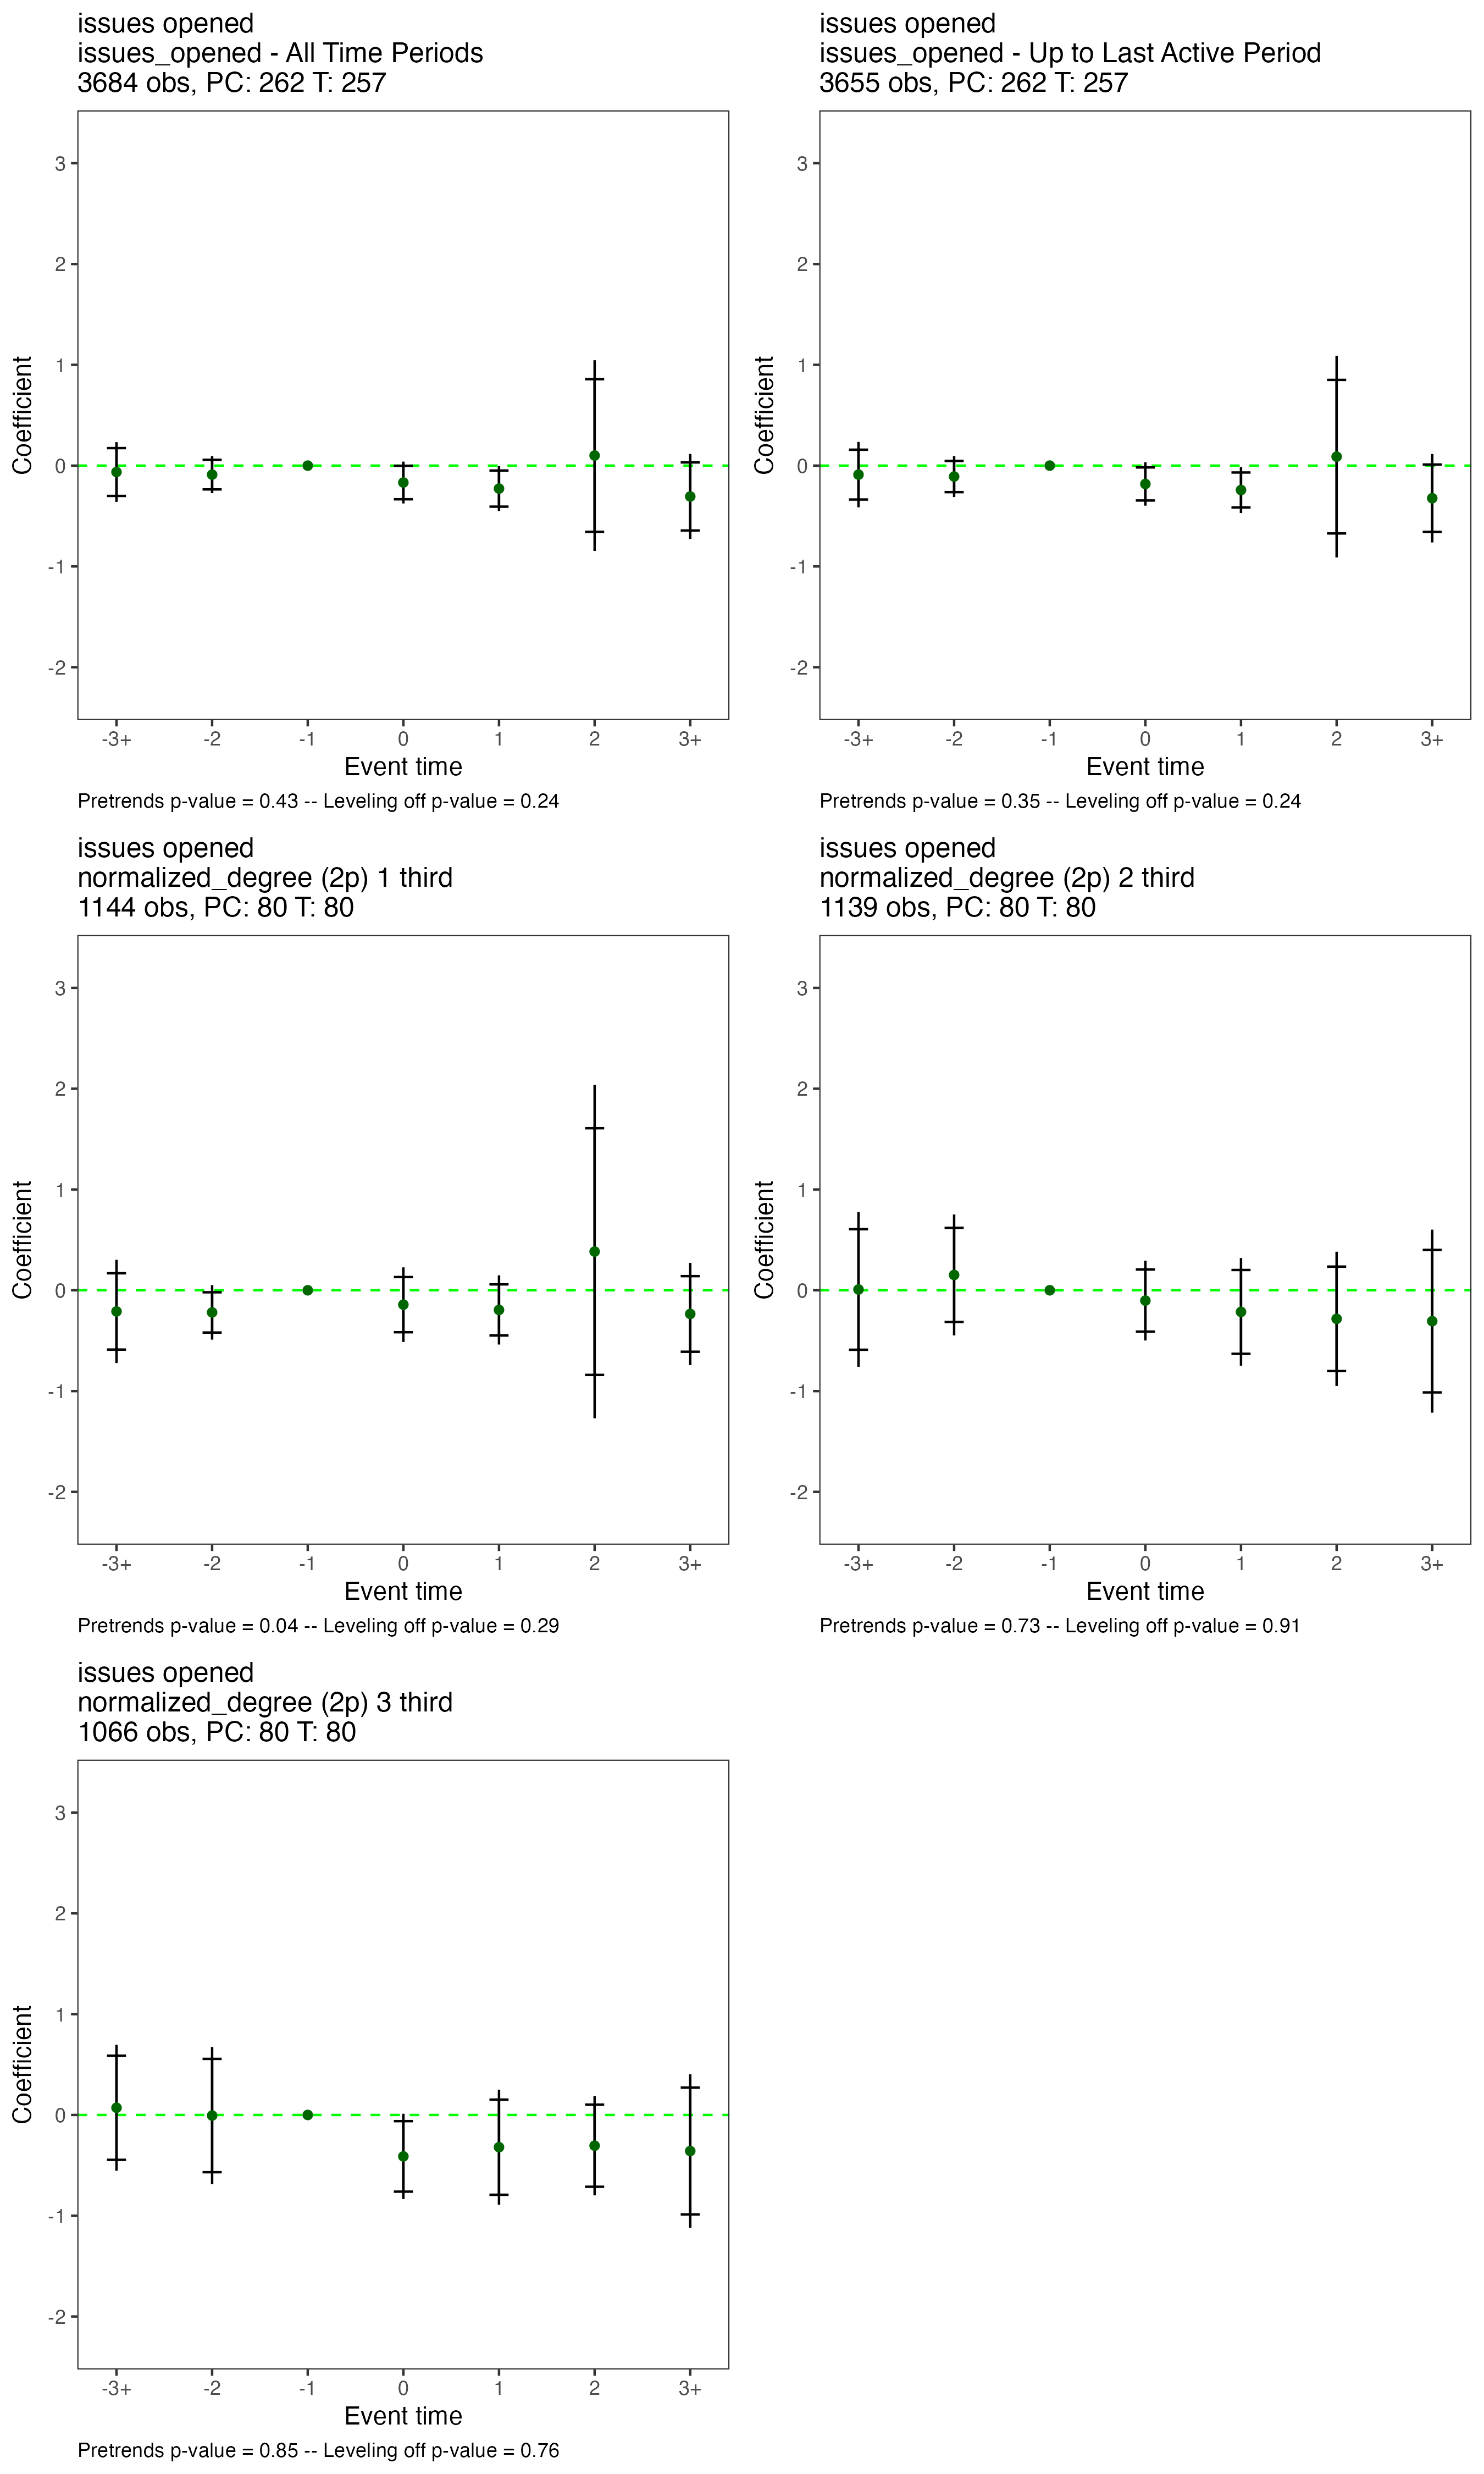 issues opened
issues_opened - All Time Periods
3684 obs, PC: 262 T: 257
3
2
1
0
-1
-2
Coefficient
-3+ -2 -1 0 1 2 3+
Event time
Pretrends p-value = 0.43 -- Leveling off p-value = 0.24
issues opened
issues_opened - Up to Last Active Period
3655 obs, PC: 262 T: 257
3
2
1
0
-1
-2
Coefficient
-3+ -2 -1 0 1 2 3+
Event time
Pretrends p-value = 0.35 -- Leveling off p-value = 0.24
issues opened
normalized_degree (2p) 1 third
1144 obs, PC: 80 T: 80
3
2
1
0
-1
-2
Coefficient
-3+ -2 -1 0 1 2 3+
Event time
Pretrends p-value = 0.04 -- Leveling off p-value = 0.29
issues opened
normalized_degree (2p) 2 third
1139 obs, PC: 80 T: 80
3
2
1
0
-1
-2
Coefficient
-3+ -2 -1 0 1 2 3+
Event time
Pretrends p-value = 0.73 -- Leveling off p-value = 0.91
issues opened
normalized_degree (2p) 3 third
1066 obs, PC: 80 T: 80
3
2
1
0
-1
-2
Coefficient
-3+ -2 -1 0 1 2 3+
Event time
Pretrends p-value = 0.85 -- Leveling off p-value = 0.76